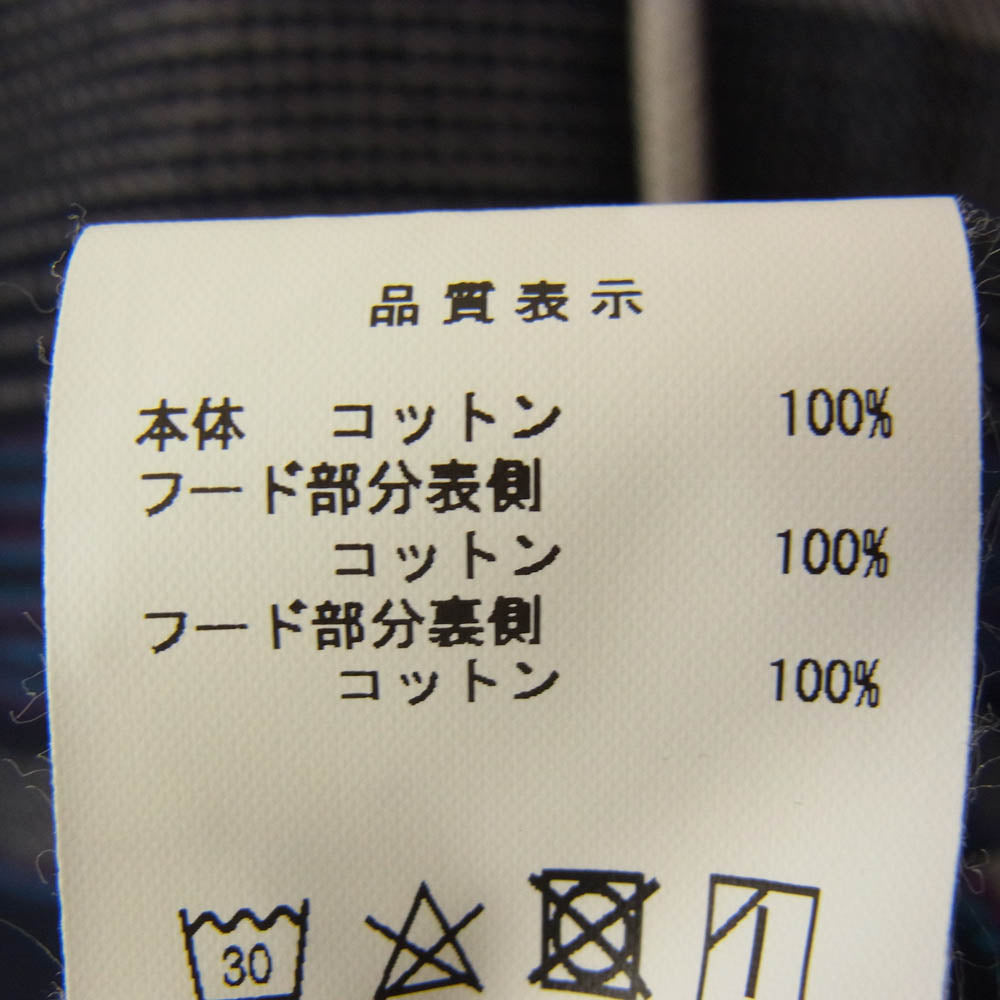 品質表示
本体 コットン 100%
フード部分表側
コットン 100%
フード部分裏側
コットン 100%
30